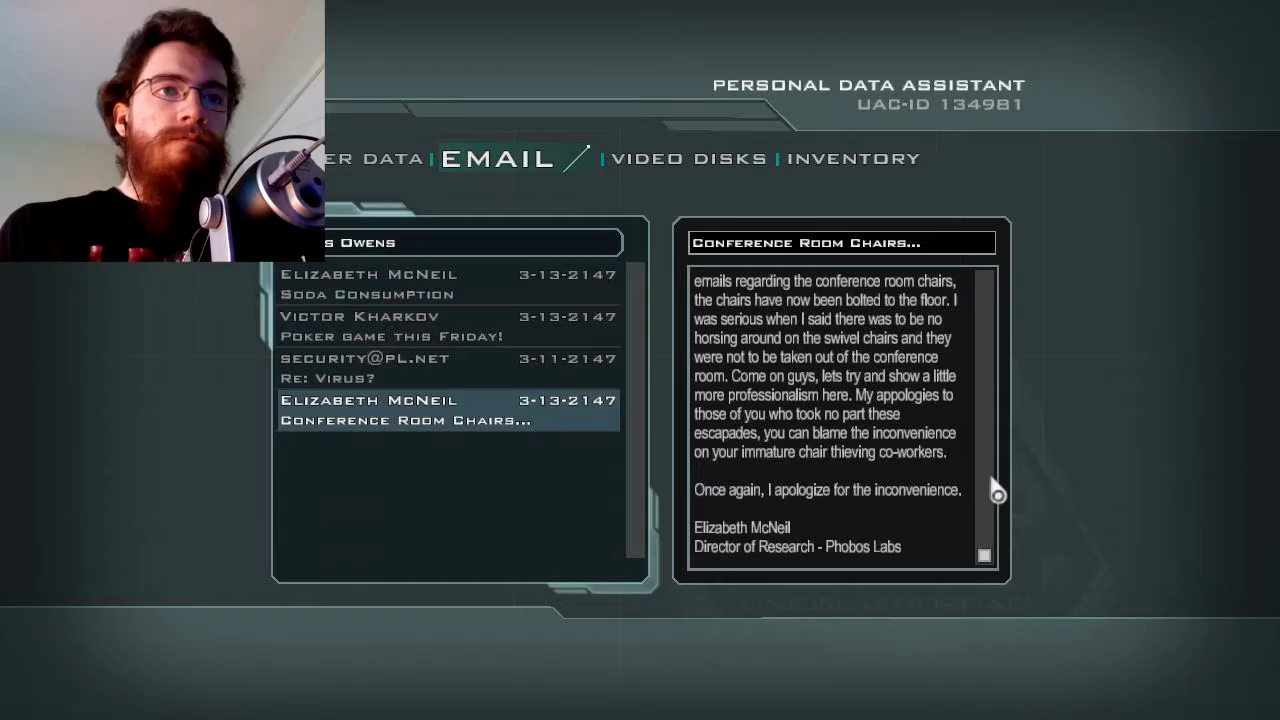 PERSONAL DATA ASSISTANT
UAC-ID 134981
ER DATA EMAIL VIDEO DISKS INVENTORY
S OWENS
ELIZABETH MCNEIL 3-13-2147
SODA CONSUMPTION
VICTOR KHARKOV 3-13-2147
POKER GAME THIS FRIDAY!
SECURITY@PL.NET 3-11-2147
RE: VIRUS?
ELIZABETH MCNEIL 3-13-2147
CONFERENCE ROOM CHAIRS...
CONFERENCE ROOM CHAIRS...
emails regarding the conference room chairs,
the chairs have now been bolted to the floor. I
was serious when I said there was to be no
horsing around on the swivel chairs and they
were not to be taken out of the conference
room. Come on guys, lets try and show a little
more professionalism here. My appologies to
those of you who took no part these
escapades, you can blame the inconvenience
on your immature chair thieving co-workers.
Once again, I apologize for the inconvenience.
Elizabeth McNeil
Director of Research - Phobos Labs